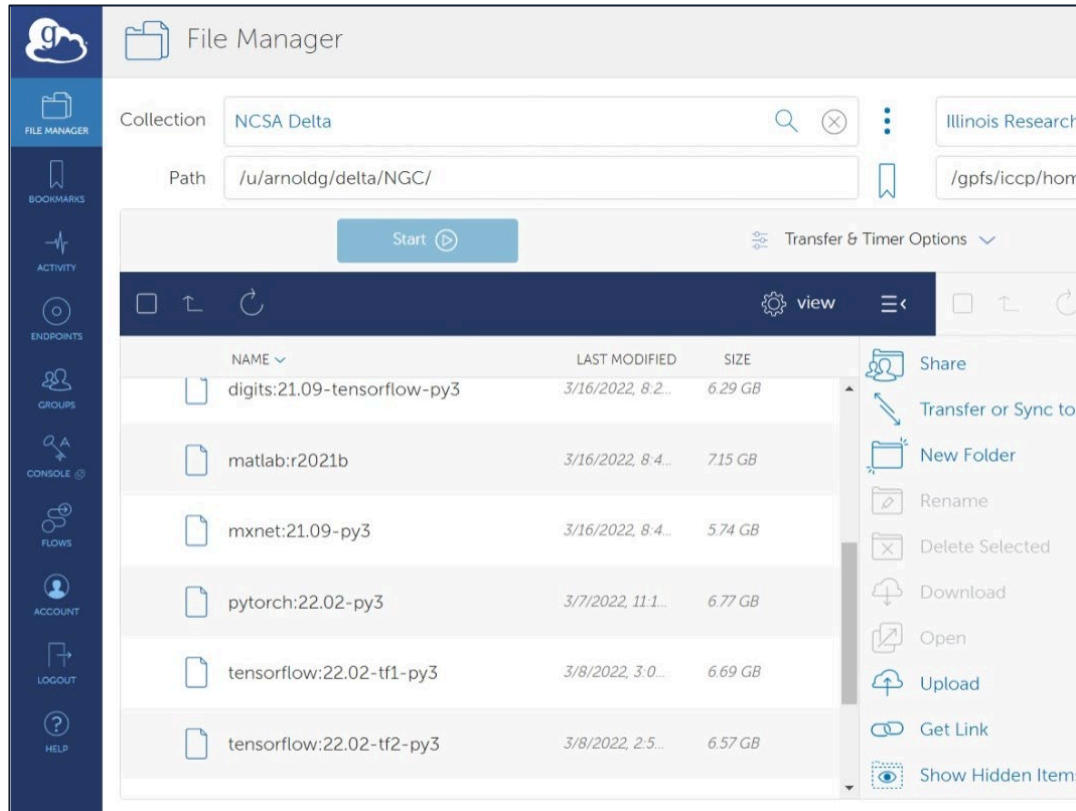 g
File Manager
FILE MANAGER
BOOKMARKS
ACTIVITY
ENDPOINTS
GROUPS
CONSOLE
FLOWS
ACCOUNT
LOGOUT
HELP
Collection NCSA Delta Illinois Research
Path /u/arnoldg/delta/NGC/ /gpfs/iccp/hom
Start Transfer & Timer Options
view
NAME LAST MODIFIED SIZE
digits:21.09-tensorflow-py3 3/16/2022, 8:2... 6.29 GB
matlab:r2021b 3/16/2022, 8:4... 7.15 GB
mxnet:21.09-py3 3/16/2022, 8:4... 5.74 GB
pytorch:22.02-py3 3/7/2022, 11:1... 6.77 GB
tensorflow:22.02-tf1-py3 3/8/2022, 3:0... 6.69 GB
tensorflow:22.02-tf2-py3 3/8/2022, 2:5... 6.57 GB
Share
Transfer or Sync to
New Folder
Rename
Delete Selected
Download
Open
Upload
Get Link
Show Hidden Item